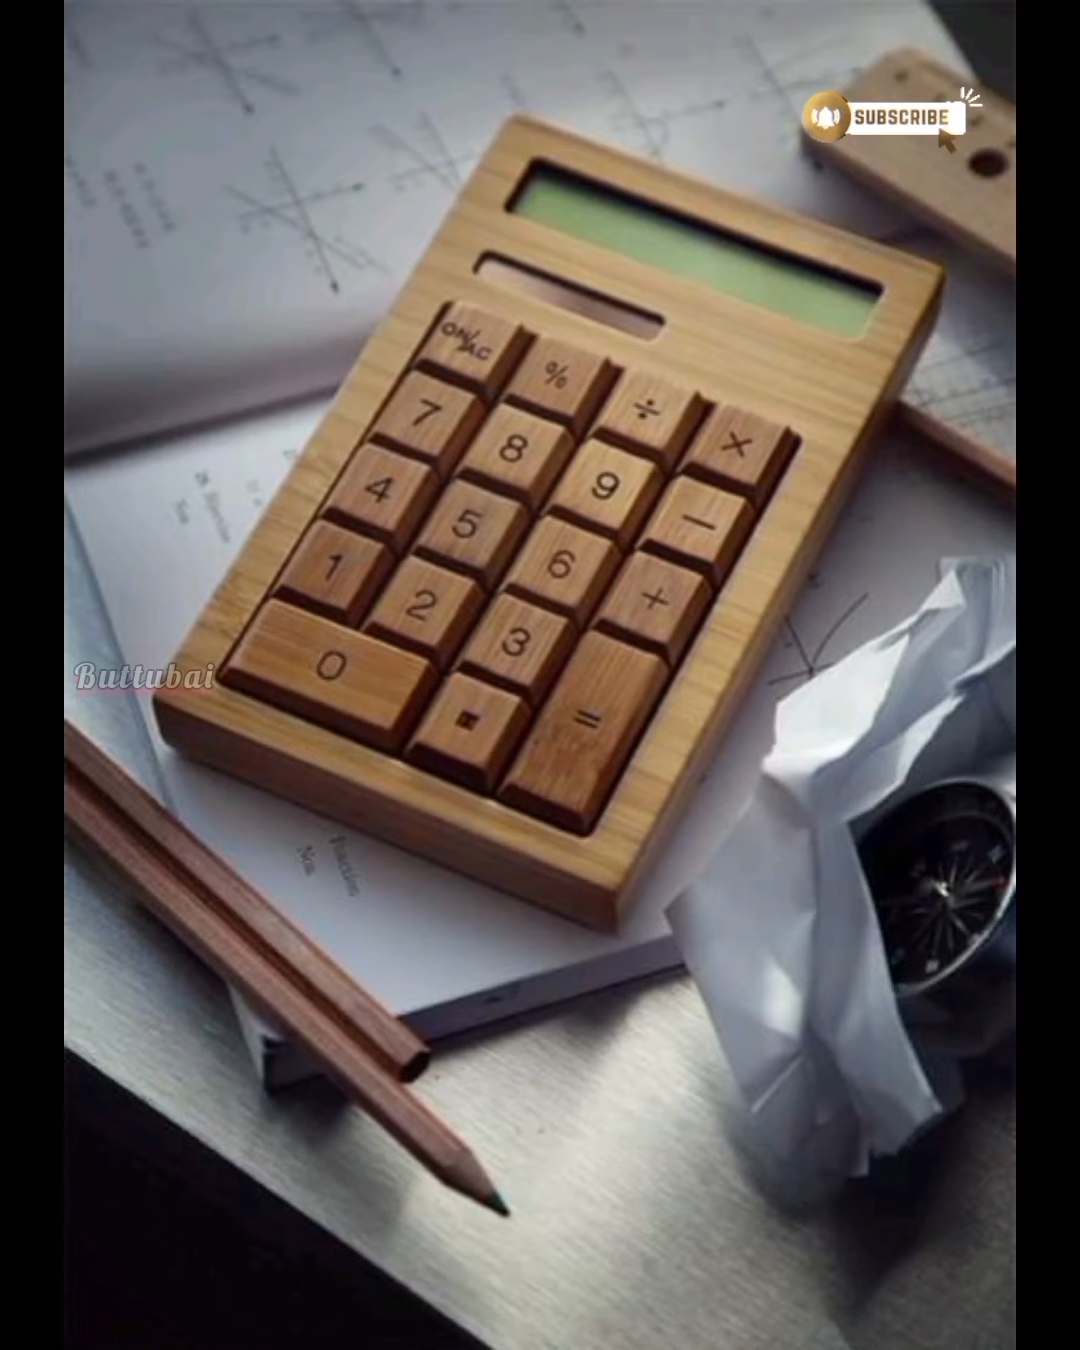 SUBSCRIBE
ON/AC
% ÷ ×
7 8 9 −
4 5 6 +
1 2 3 =
0 .
Buttubai